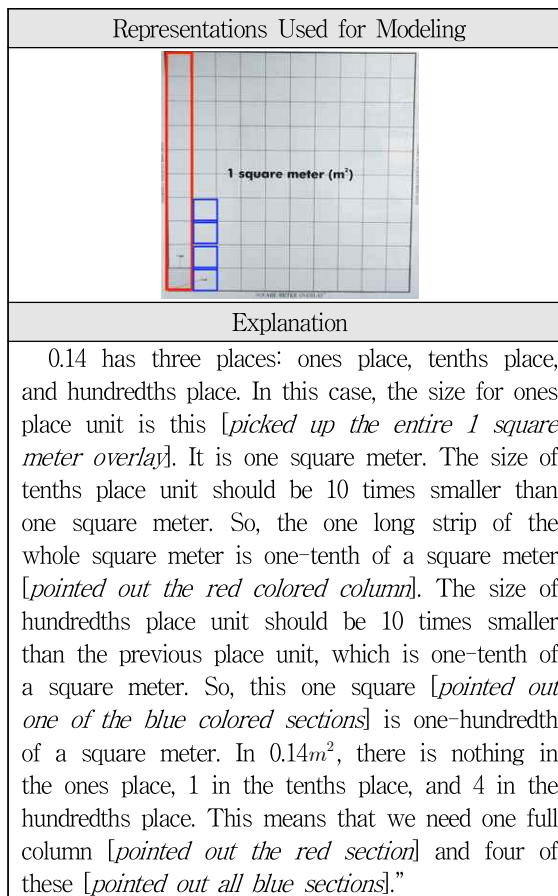 Representations Used for Modeling
1 square meter (m²)
SQUARE METER OVERLAY
Explanation
0.14 has three places: ones place, tenths place,
and hundredths place. In this case, the size for ones
place unit is this [picked up the entire 1 square
meter overlay]. It is one square meter. The size of
tenths place unit should be 10 times smaller than
one square meter. So, the one long strip of the
whole square meter is one-tenth of a square meter
[pointed out the red colored column]. The size of
hundredths place unit should be 10 times smaller
than the previous place unit, which is one-tenth of
a square meter. So, this one square [pointed out
one of the blue colored sections] is one-hundredth
of a square meter. In 0.14m², there is nothing in
the ones place, 1 in the tenths place, and 4 in the
hundredths place. This means that we need one full
column [pointed out the red section] and four of
these [pointed out all blue sections].”